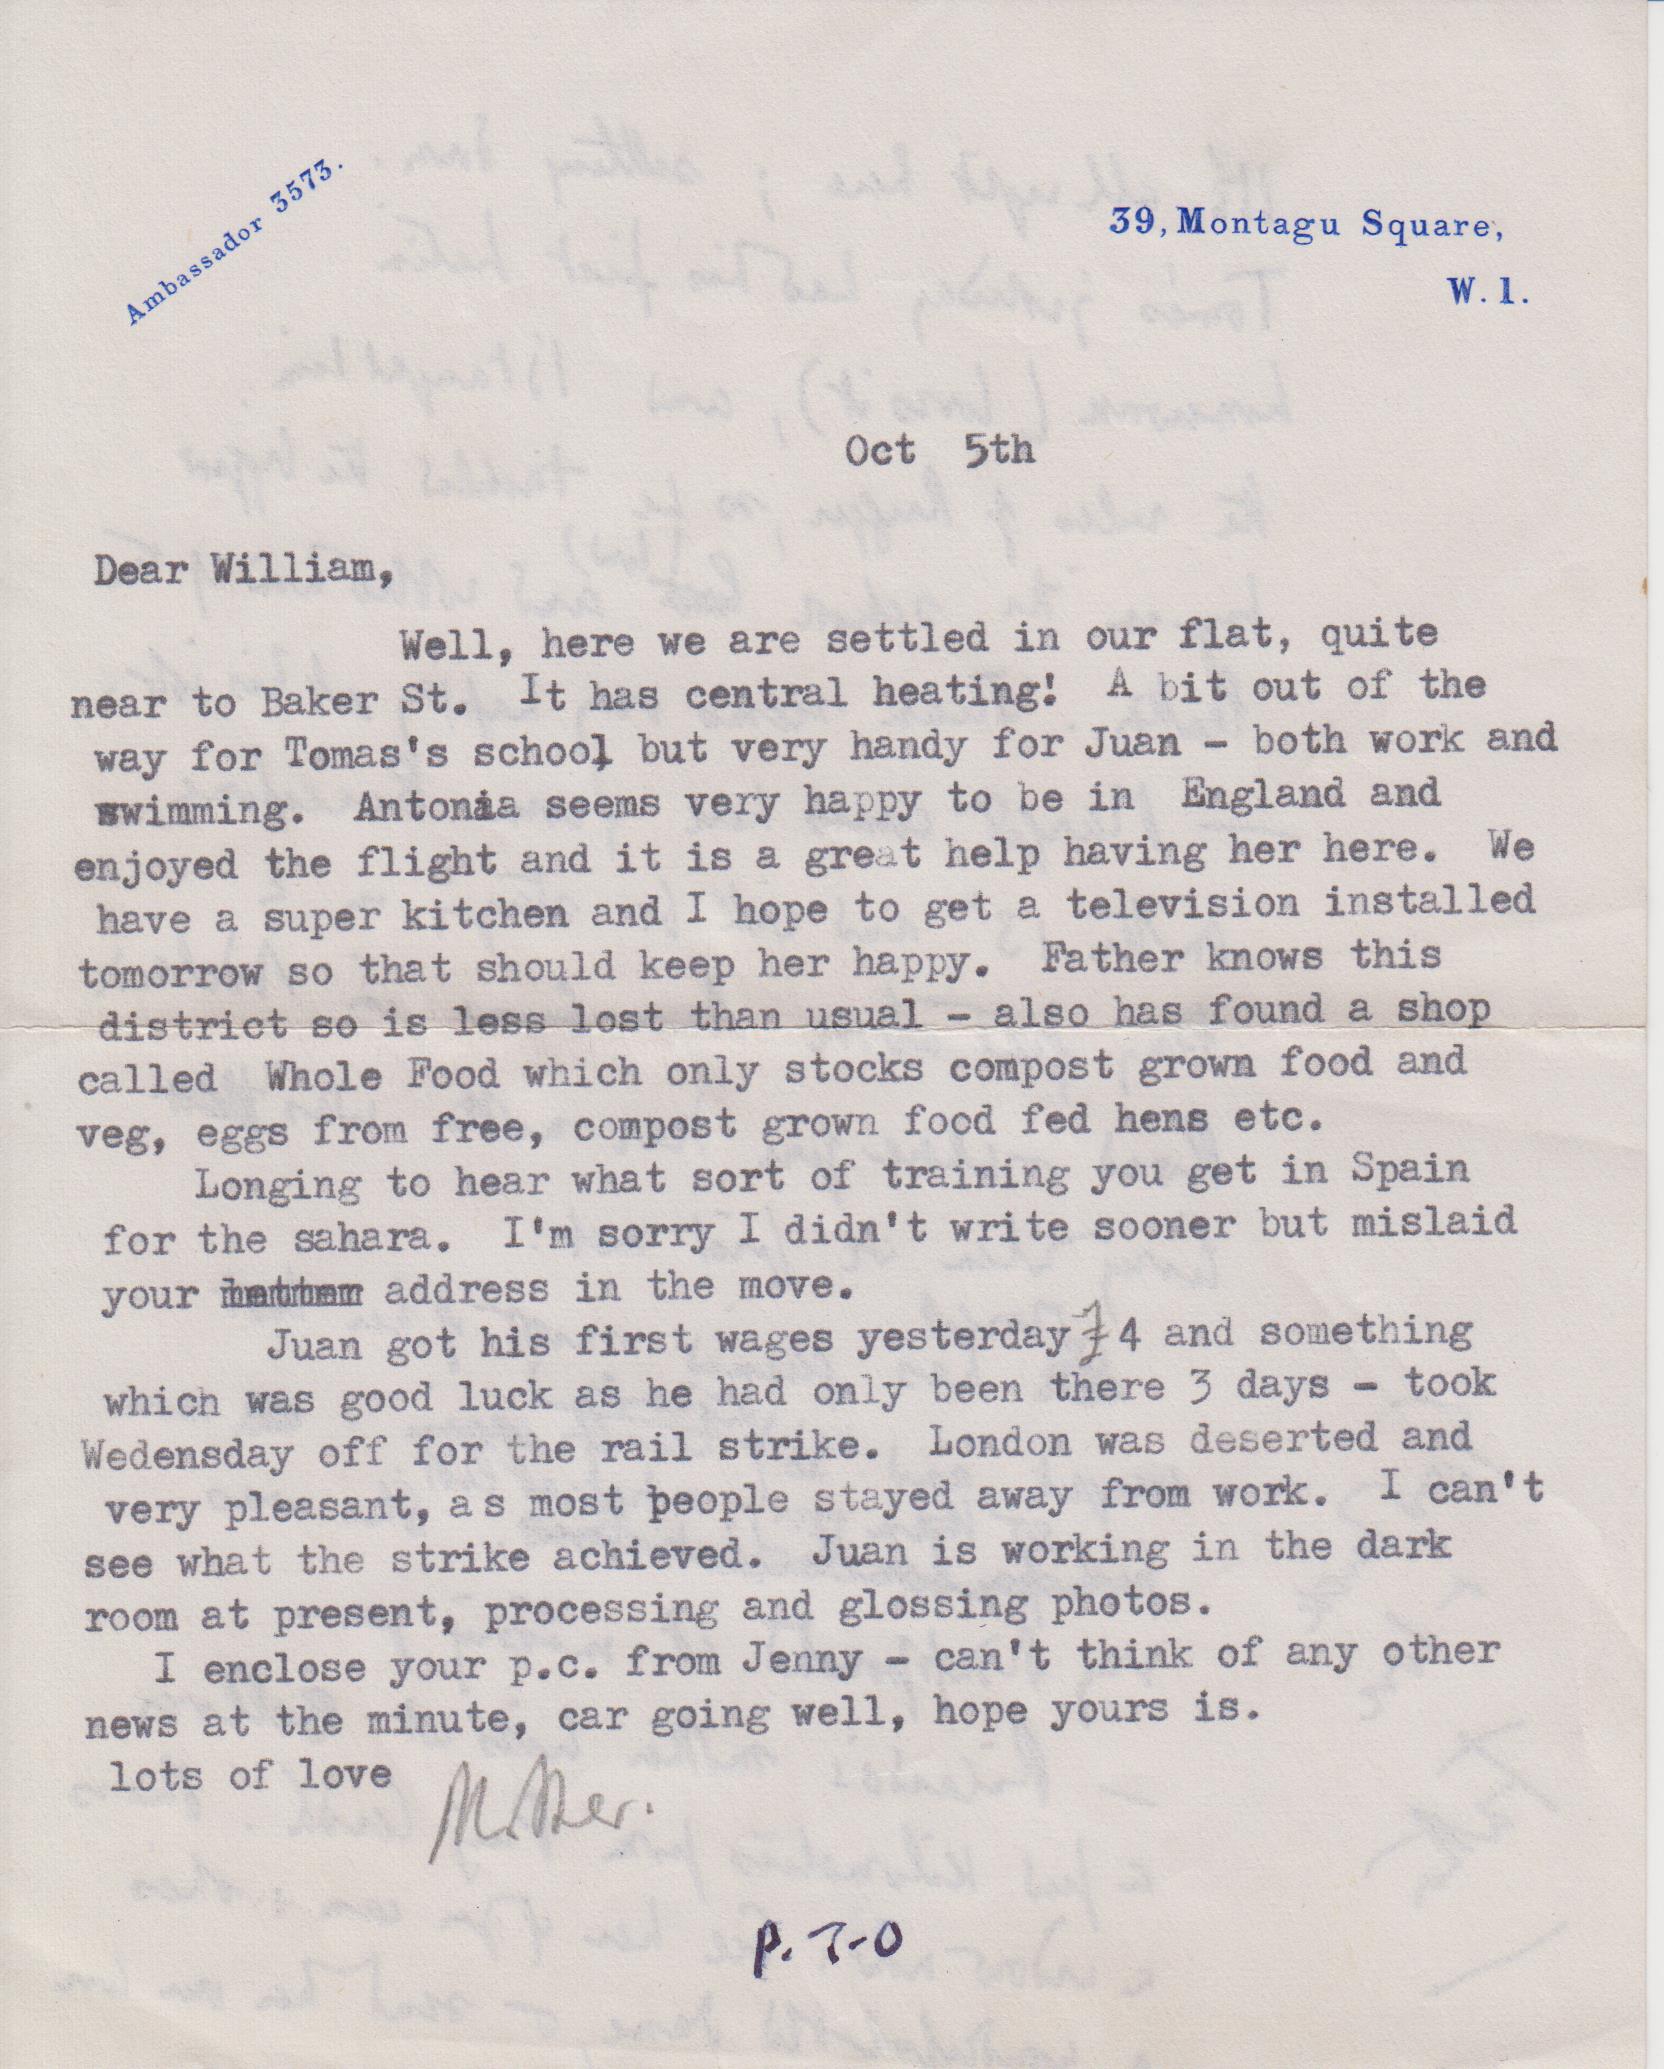 Ambassador 3573.
39, Montagu Square,
W. 1.
Oct 5th
Dear William,
Well, here we are settled in our flat, quite
near to Baker St. It has central heating! A bit out of the
way for Tomas's school but very handy for Juan - both work and
swimming. Antonia seems very happy to be in England and
enjoyed the flight and it is a great help having her here. We
have a super kitchen and I hope to get a television installed
tomorrow so that should keep her happy. Father knows this
district so is less lost than usual - also has found a shop
called Whole Food which only stocks compost grown food and
veg, eggs from free, compost grown food fed hens etc.
Longing to hear what sort of training you get in Spain
for the sahara. I'm sorry I didn't write sooner but mislaid
your address in the move.
Juan got his first wages yesterday £4 and something
which was good luck as he had only been there 3 days - took
Wedensday off for the rail strike. London was deserted and
very pleasant, as most people stayed away from work. I can't
see what the strike achieved. Juan is working in the dark
room at present, processing and glossing photos.
I enclose your p.c. from Jenny - can't think of any other
news at the minute, car going well, hope yours is.
lots of love
Mother.
P.T-O